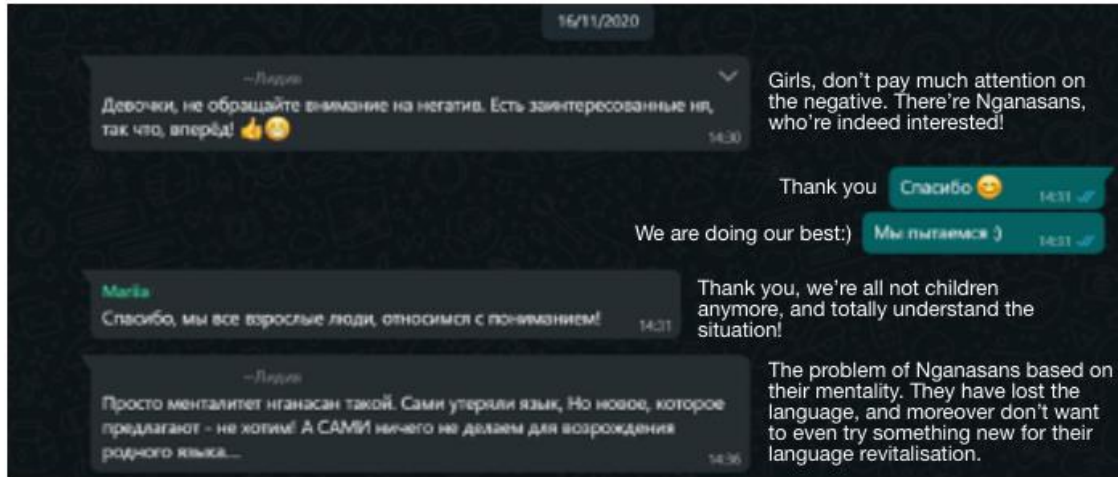 16/11/2020
~Лидия
Девочки, не обращайте внимание на негатив. Есть заинтересованные ня,
так что, вперёд! 👍😁
14:30
Girls, don't pay much attention on
the negative. There're Nganasans,
who're indeed interested!
Thank you
Спасибо 😊
14:31
We are doing our best:)
Мы пытаемся :)
14:31
Mariia
Спасибо, мы все взрослые люди, относимся с пониманием!
14:31
Thank you, we're all not children
anymore, and totally understand the
situation!
~Лидия
Просто менталитет нганасан такой. Сами утеряли язык, Но новое, которое
предлагают - не хотим! А САМИ ничего не делаем для возрождения
родного языка...
14:36
The problem of Nganasans based on
their mentality. They have lost the
language, and moreover don't want
to even try something new for their
language revitalisation.